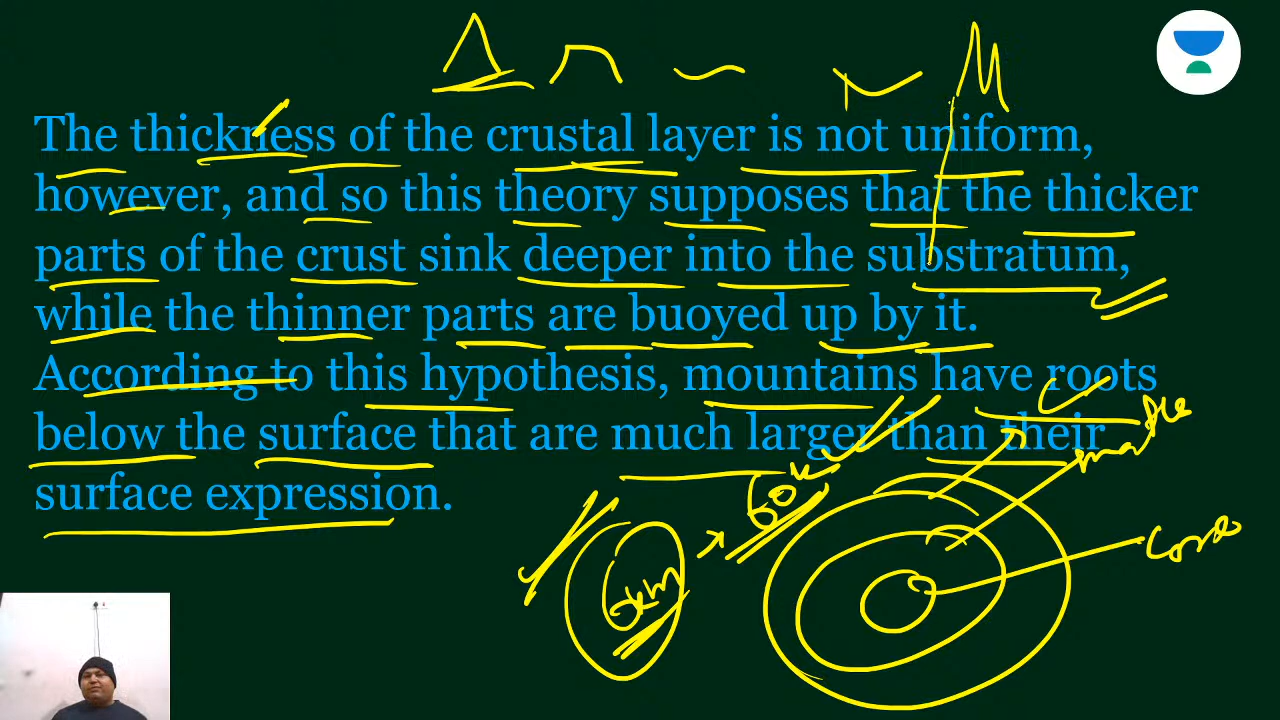 M
The thickness of the crustal layer is not uniform,
however, and so this theory supposes that the thicker
parts of the crust sink deeper into the substratum,
while the thinner parts are buoyed up by it.
According to this hypothesis, mountains have roots
below the surface that are much larger than their
surface expression.
C
mantle
60km
6km
core